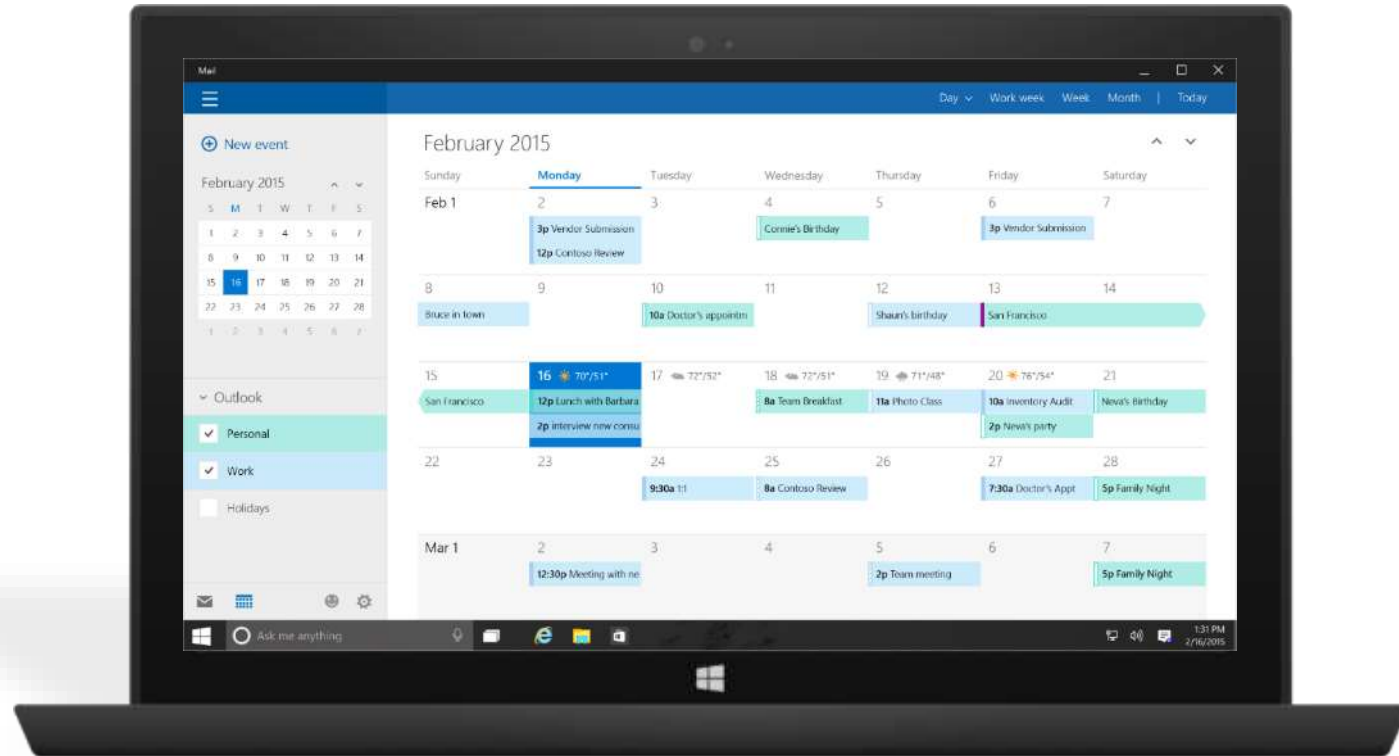 Mail
Day Work week Week Month | Today
New event
February 2015
S M T W T F S
1 2 3 4 5 6 7
8 9 10 11 12 13 14
15 16 17 18 19 20 21
22 23 24 25 26 27 28
1 2 3 4 5 6 7
Outlook
Personal
Work
Holidays
February 2015
Sunday Monday Tuesday Wednesday Thursday Friday Saturday
Feb 1 2 3 4 5 6 7
3p Vendor Submission Connie's Birthday 3p Vendor Submission
12p Contoso Review
8 9 10 11 12 13 14
Bruce in town 10a Doctor's appointm Shaun's birthday San Francisco
15 16 70°/51° 17 72°/52° 18 72°/51° 19 71°/48° 20 76°/54° 21
San Francisco 12p Lunch with Barbara 8a Team Breakfast 11a Photo Class 10a Inventory Audit Neva's Birthday
2p interview new consu 2p Neva's party
22 23 24 25 26 27 28
9:30a 1:1 8a Contoso Review 7:30a Doctor's Appt 5p Family Night
Mar 1 2 3 4 5 6 7
12:30p Meeting with ne 2p Team meeting 5p Family Night
Ask me anything
1:31 PM
2/16/2015